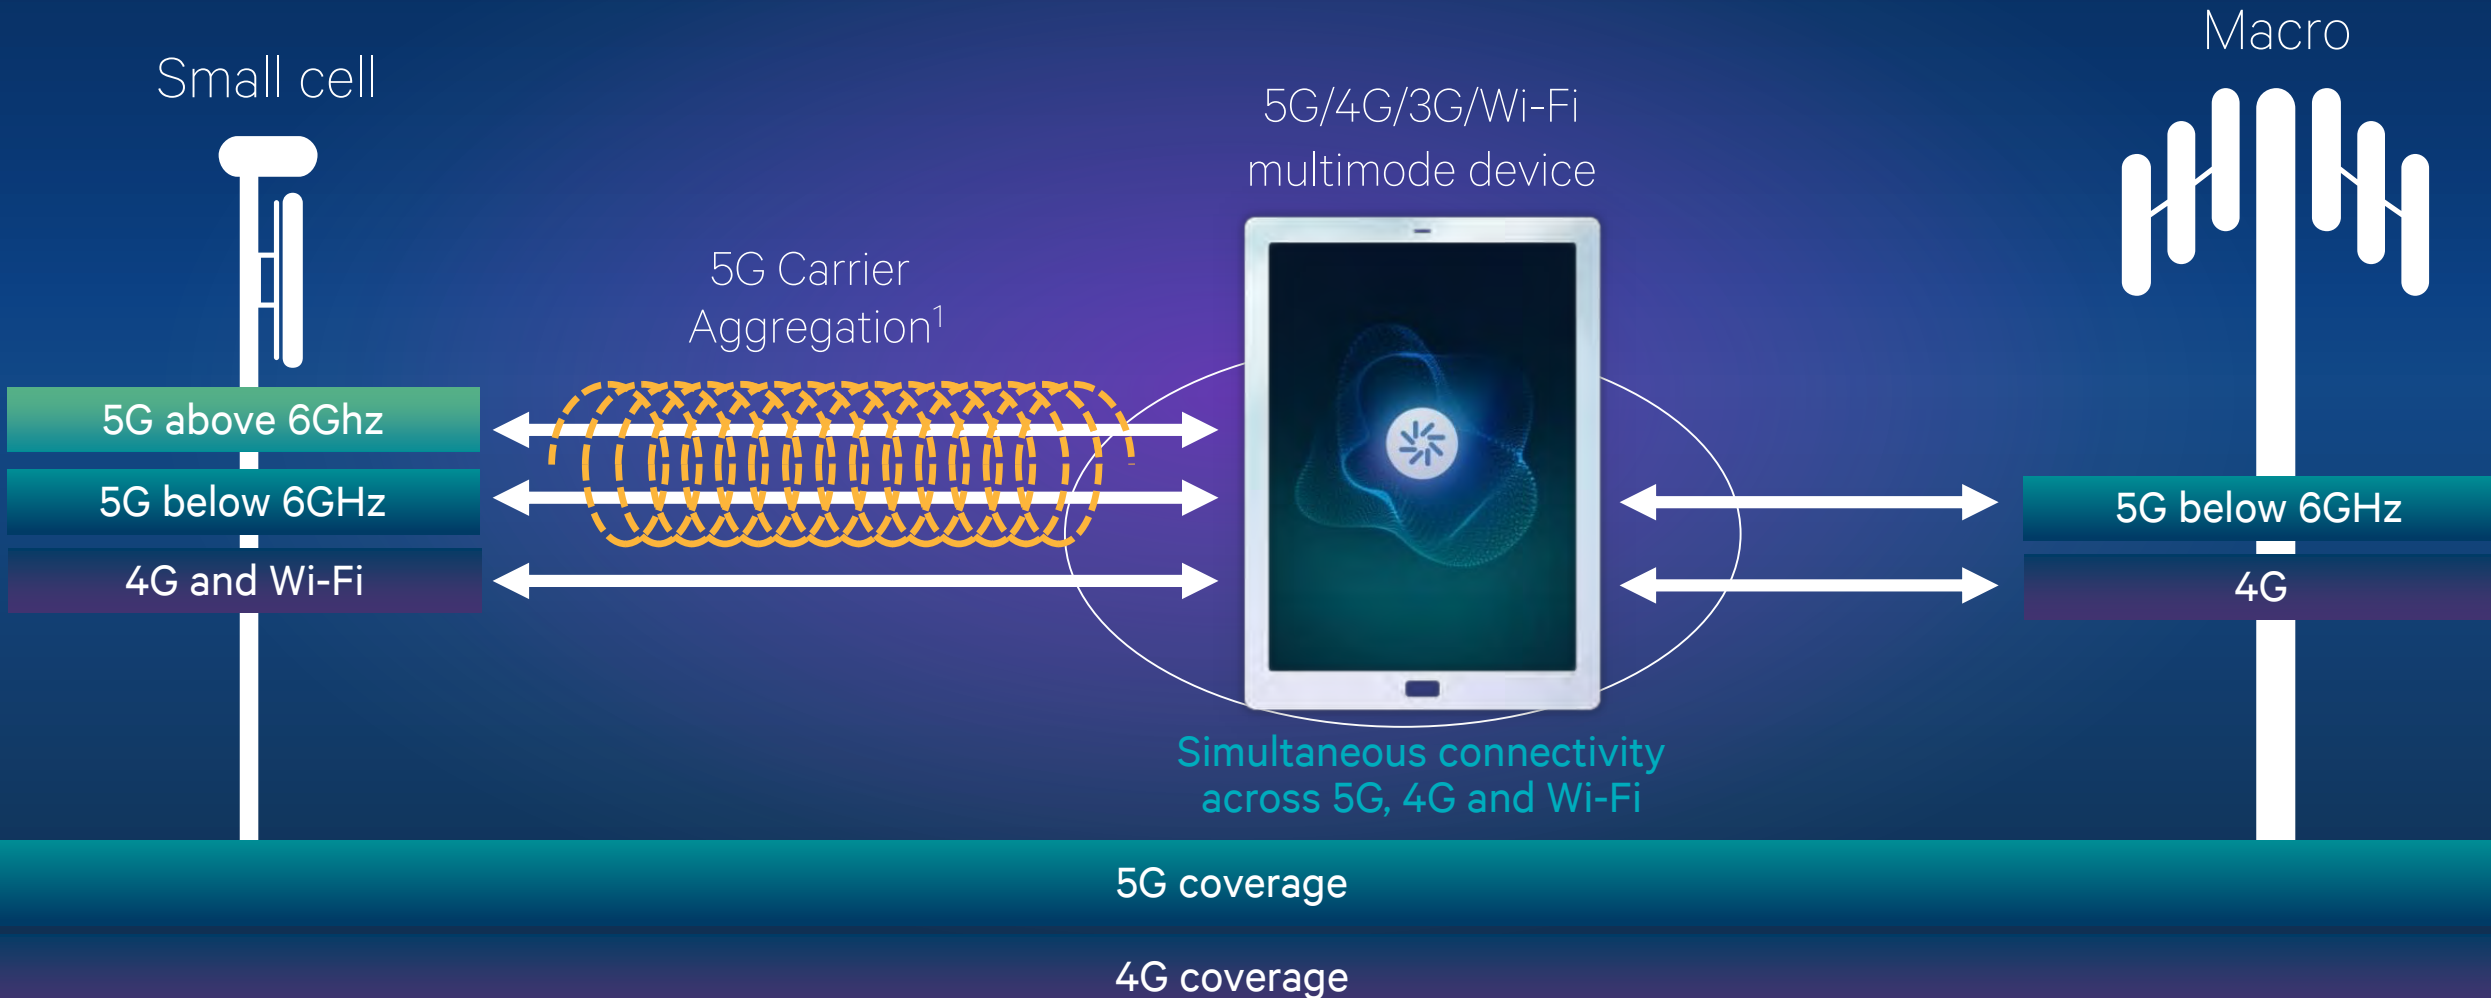 Small cell
Macro
5G/4G/3G/Wi-Fi
multimode device
5G Carrier
Aggregation1
5G above 6Ghz
5G below 6GHz
4G and Wi-Fi
5G below 6GHz
4G
Simultaneous connectivity
across 5G, 4G and Wi-Fi
5G coverage
4G coverage